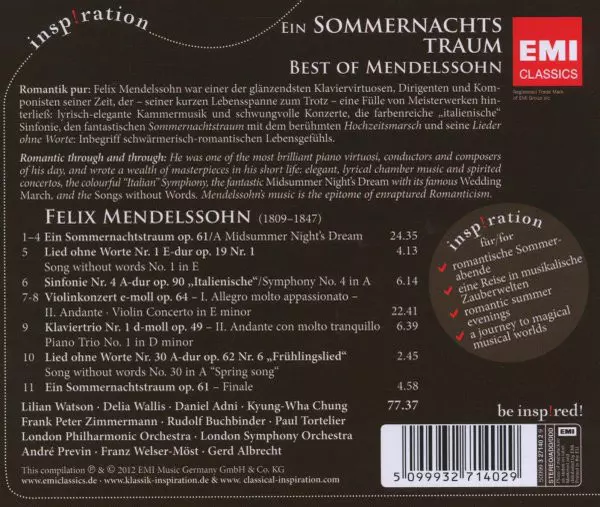 insp!ration
EIN SOMMERNACHTS
TRAUM
BEST OF MENDELSSOHN
EMI
CLASSICS
Registered Trade Mark
of EMI Group plc
Romantik pur: Felix Mendelssohn war einer der glänzendsten Klaviervirtuosen, Dirigenten und Kom-
ponisten seiner Zeit, der – seiner kurzen Lebensspanne zum Trotz – eine Fülle von Meisterwerken hin-
terließ: lyrisch-elegante Kammermusik und schwungvolle Konzerte, die farbenreiche „italienische“
Sinfonie, den fantastischen Sommernachtstraum mit dem berühmten Hochzeitsmarsch und seine Lieder
ohne Worte: Inbegriff schwärmerisch-romantischen Lebensgefühls.
Romantic through and through: He was one of the most brilliant piano virtuosi, conductors and composers
of his day, and wrote a wealth of masterpieces in his short life: elegant, lyrical chamber music and spirited
concertos, the colourful "Italian" Symphony, the fantastic Midsummer Night's Dream with its famous Wedding
March, and the Songs without Words. Mendelssohn's music is the epitome of enraptured Romanticism.
FELIX MENDELSSOHN (1809–1847)
1–4 Ein Sommernachtstraum op. 61/A Midsummer Night's Dream 24.35
5 Lied ohne Worte Nr. 1 E-dur op. 19 Nr. 1 4.13
Song without words No. 1 in E
6 Sinfonie Nr. 4 A-dur op. 90 „Italienische“/Symphony No. 4 in A 6.14
7-8 Violinkonzert e-moll op. 64 – I. Allegro molto appassionato –
II. Andante · Violin Concerto in E minor 22.41
9 Klaviertrio Nr. 1 d-moll op. 49 – II. Andante con molto tranquillo 6.39
Piano Trio No. 1 in D minor
10 Lied ohne Worte Nr. 30 A-dur op. 62 Nr. 6 „Frühlingslied“ 2.45
Song without words No. 30 in A "Spring song"
11 Ein Sommernachtstraum op. 61 – Finale 4.58
77.37
Lilian Watson · Delia Wallis · Daniel Adni · Kyung-Wha Chung
Frank Peter Zimmermann · Rudolf Buchbinder · Paul Tortelier
London Philharmonic Orchestra · London Symphony Orchestra
André Previn · Franz Welser-Möst · Gerd Albrecht
This compilation ℗ & © 2012 EMI Music Germany GmbH & Co. KG
www.emiclassics.de · www.klassik-inspiration.de & www.classical-inspiration.com
insp!ration
für/for
romantische Sommer-
abende
eine Reise in musikalische
Zauberwelten
romantic summer
evenings
a journey to magical
musical worlds
be insp!red!
5 099932 714029
50999 3 27140 2 9
STEREO/ADD/DDD